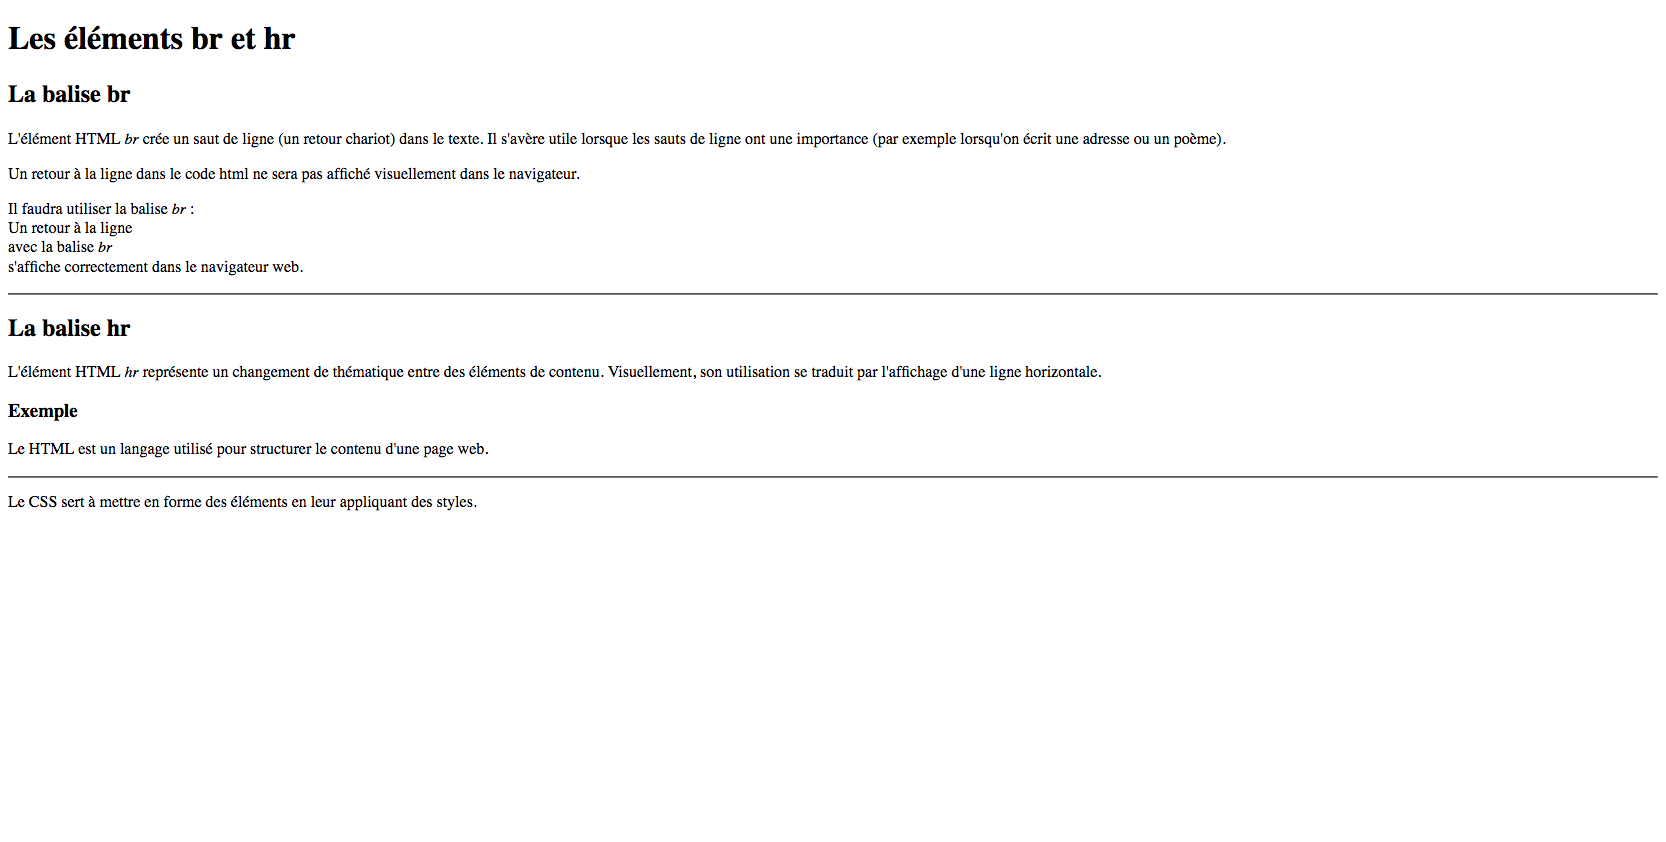 Les éléments br et hr
La balise br
L'élément HTML br crée un saut de ligne (un retour chariot) dans le texte. Il s'avère utile lorsque les sauts de ligne ont une importance (par exemple lorsqu'on écrit une adresse ou un poème).
Un retour à la ligne dans le code html ne sera pas affiché visuellement dans le navigateur.
Il faudra utiliser la balise br :
Un retour à la ligne
avec la balise br
s'affiche correctement dans le navigateur web.
La balise hr
L'élément HTML hr représente un changement de thématique entre des éléments de contenu. Visuellement, son utilisation se traduit par l'affichage d'une ligne horizontale.
Exemple
Le HTML est un langage utilisé pour structurer le contenu d'une page web.
Le CSS sert à mettre en forme des éléments en leur appliquant des styles.